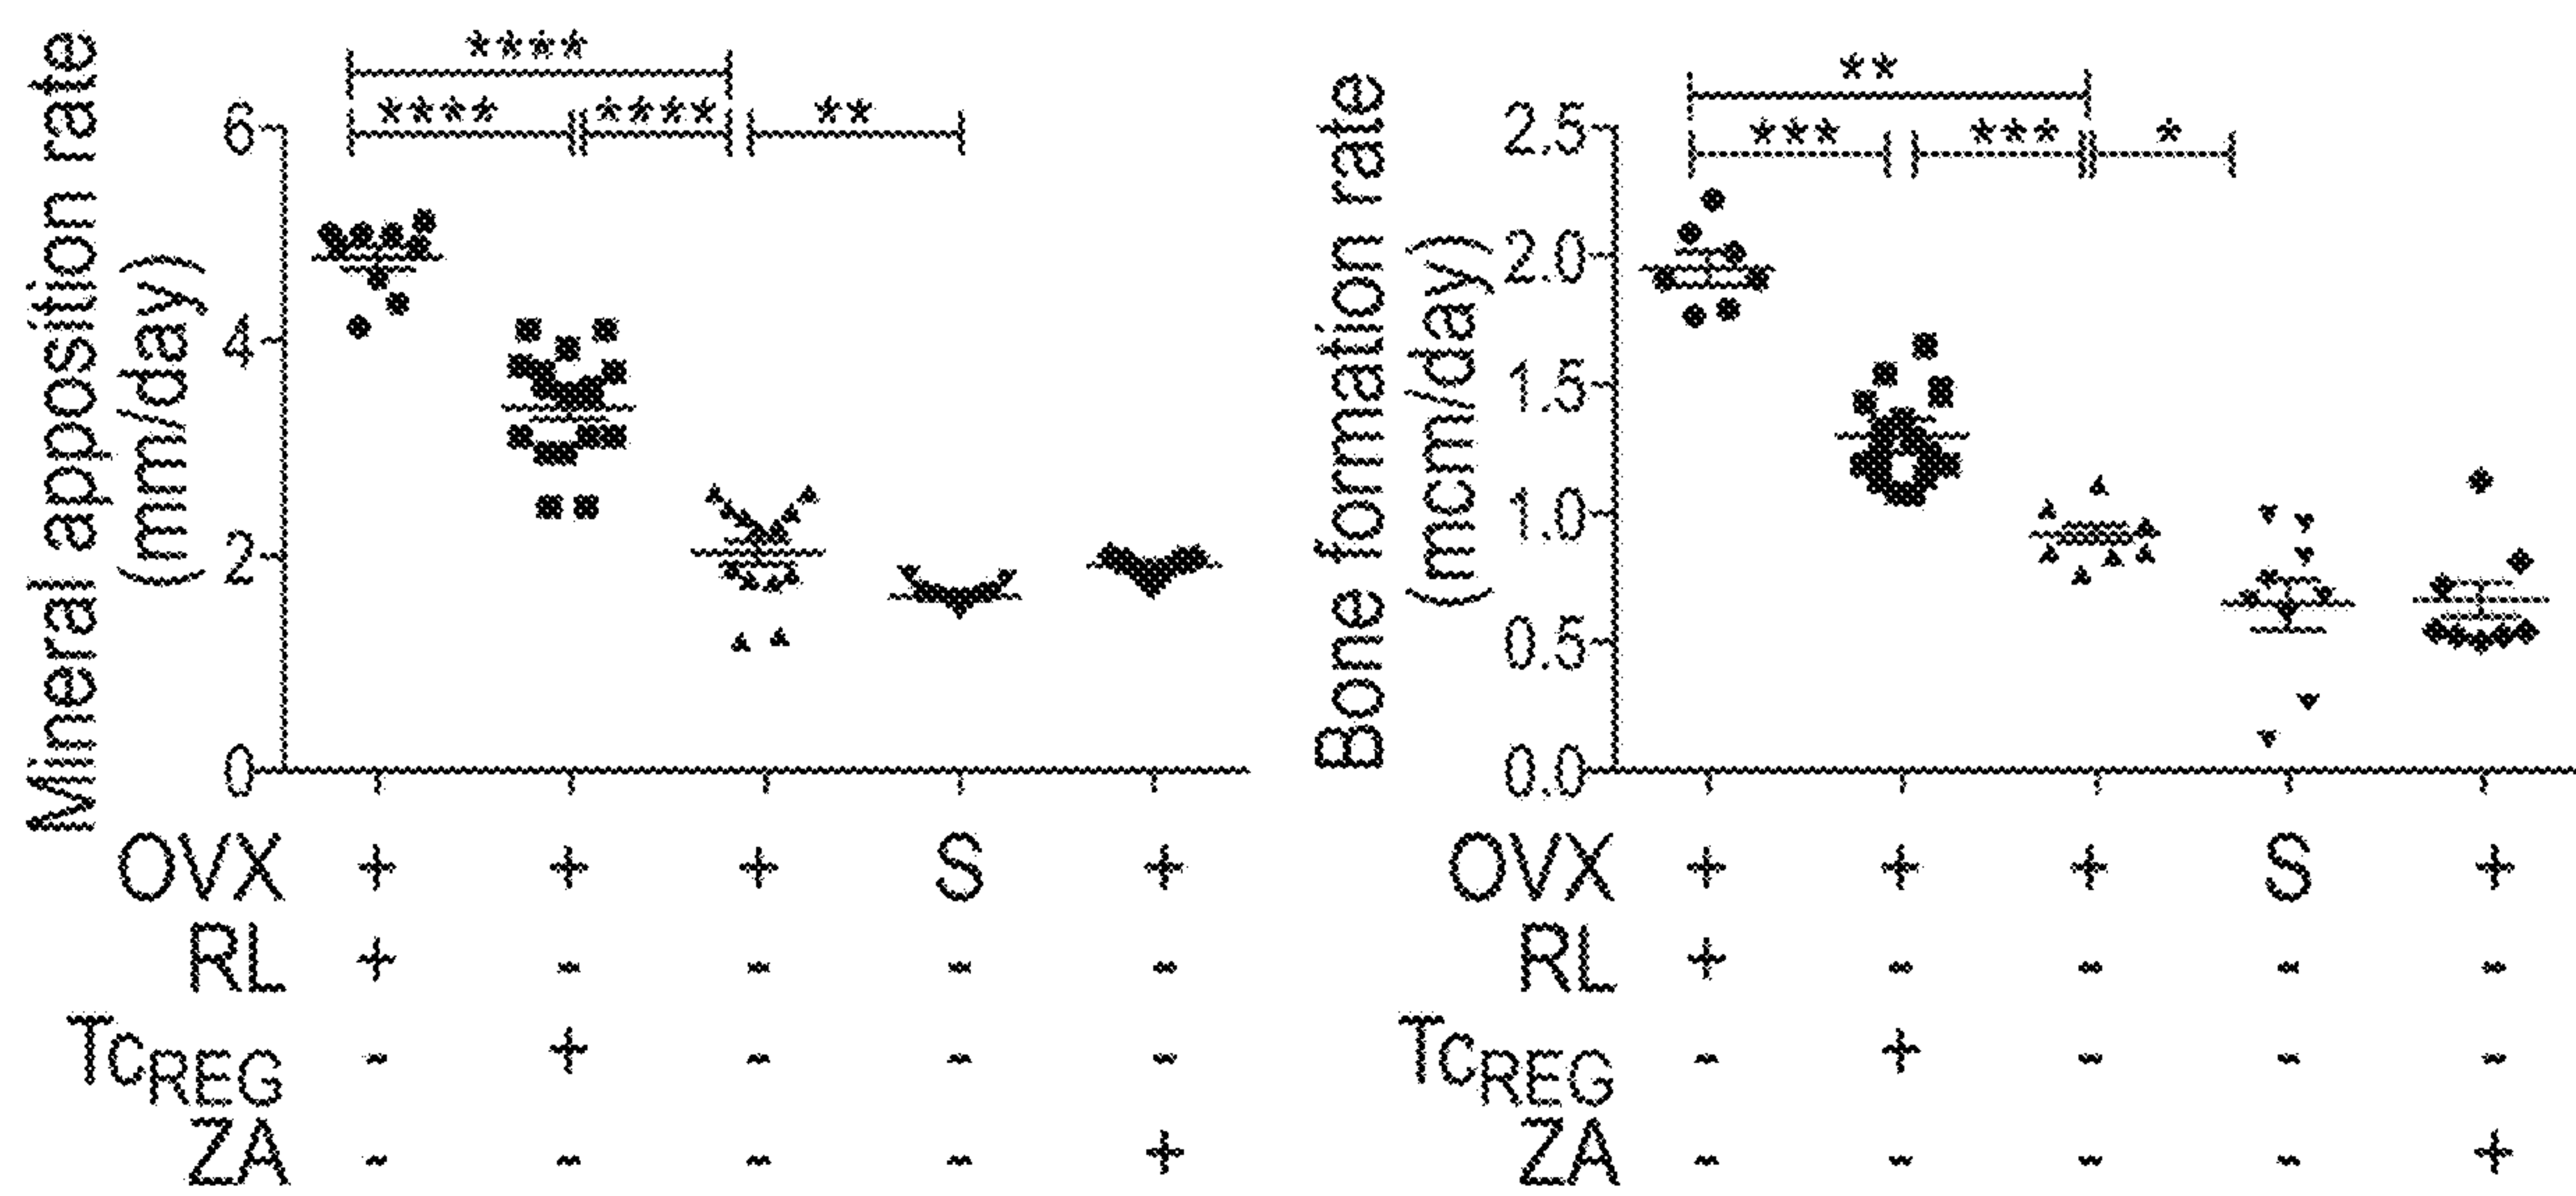 Mineral apposition rate
(mm/day)
**** 
**** **** **
6
4
2
0
OVX + + + S +
RL + - - - -
TcREG - + - - -
ZA - - - - +
Bone formation rate
(mcm/day)
**
*** *** *
2.5
2.0
1.5
1.0
0.5
0.0
OVX + + + S +
RL + - - - -
TcREG - + - - -
ZA - - - - +